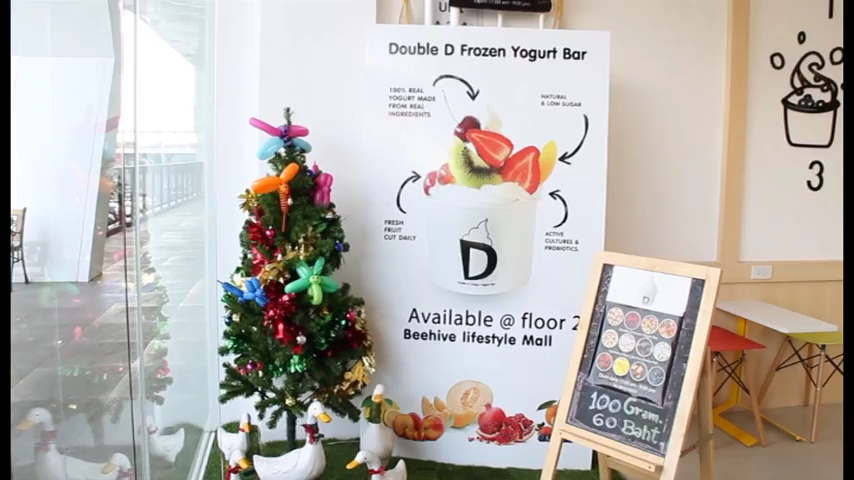 Double D Frozen Yogurt Bar
100% REAL
YOGURT MADE
FROM REAL
INGREDIENTS
NATURAL
& LOW SUGAR
FRESH
FRUIT
CUT DAILY
ACTIVE
CULTURES &
PROBIOTICS.
D
Available @ floor 2
Beehive lifestyle Mall
100 Gram.
60 Baht
1
3